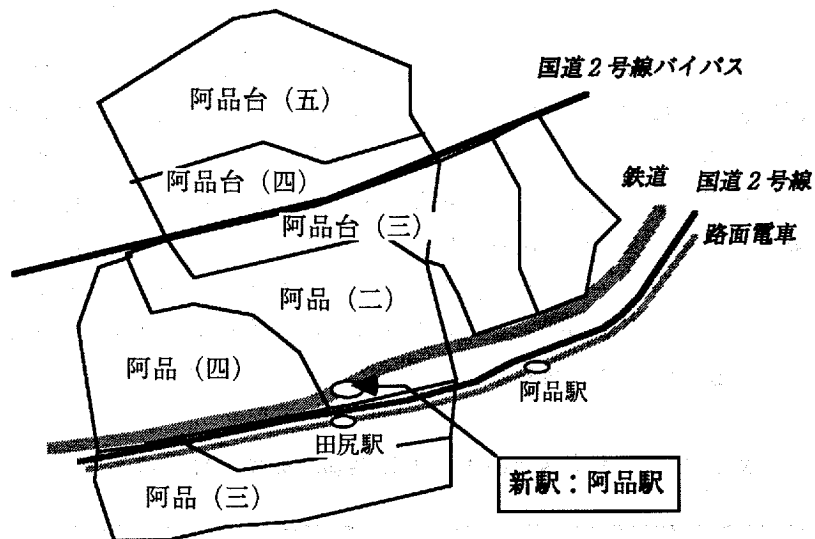 国道2号線バイパス
阿品台（五）
阿品台（四）
鉄道
国道2号線
阿品台（三）
路面電車
阿品（二）
阿品（四）
阿品駅
田尻駅
阿品（三）
新駅：阿品駅